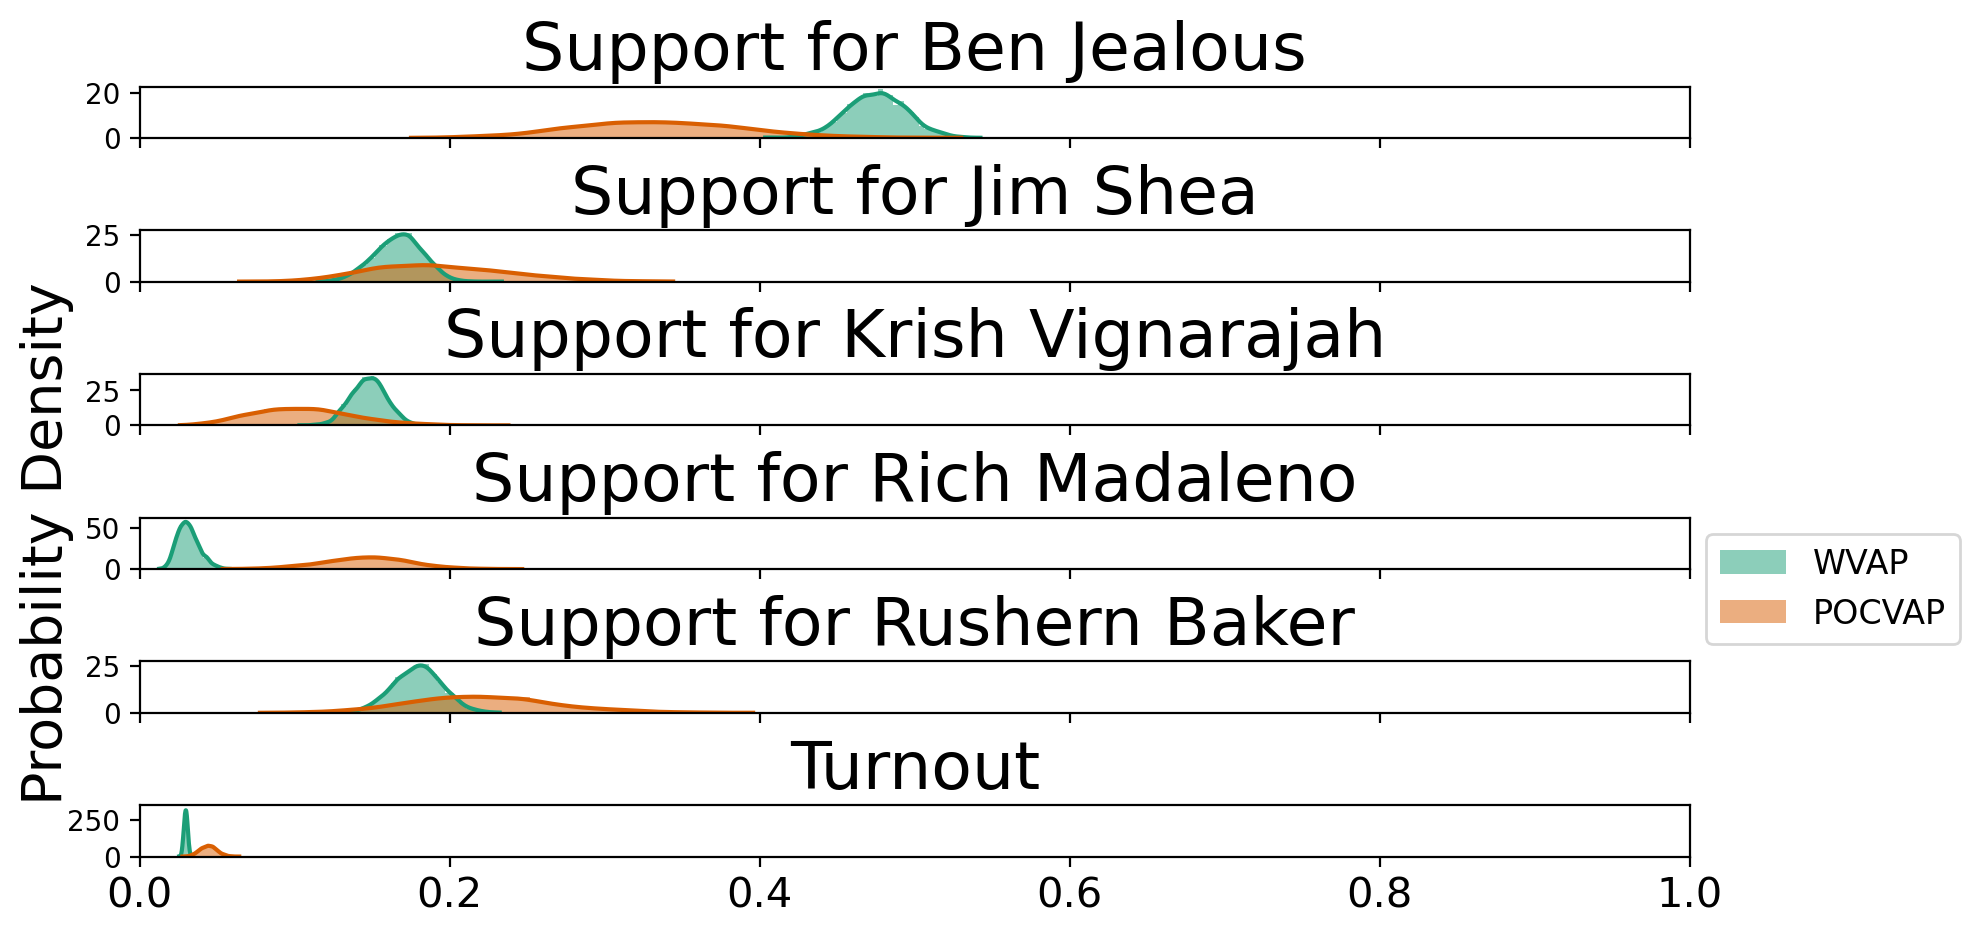 Support for Ben Jealous
20
0
Support for Jim Shea
25
0
Support for Krish Vignarajah
25
0
Support for Rich Madaleno
50
0
Support for Rushern Baker
25
0
Turnout
250
0
0.0 0.2 0.4 0.6 0.8 1.0
Probability Density
WVAP
POCVAP